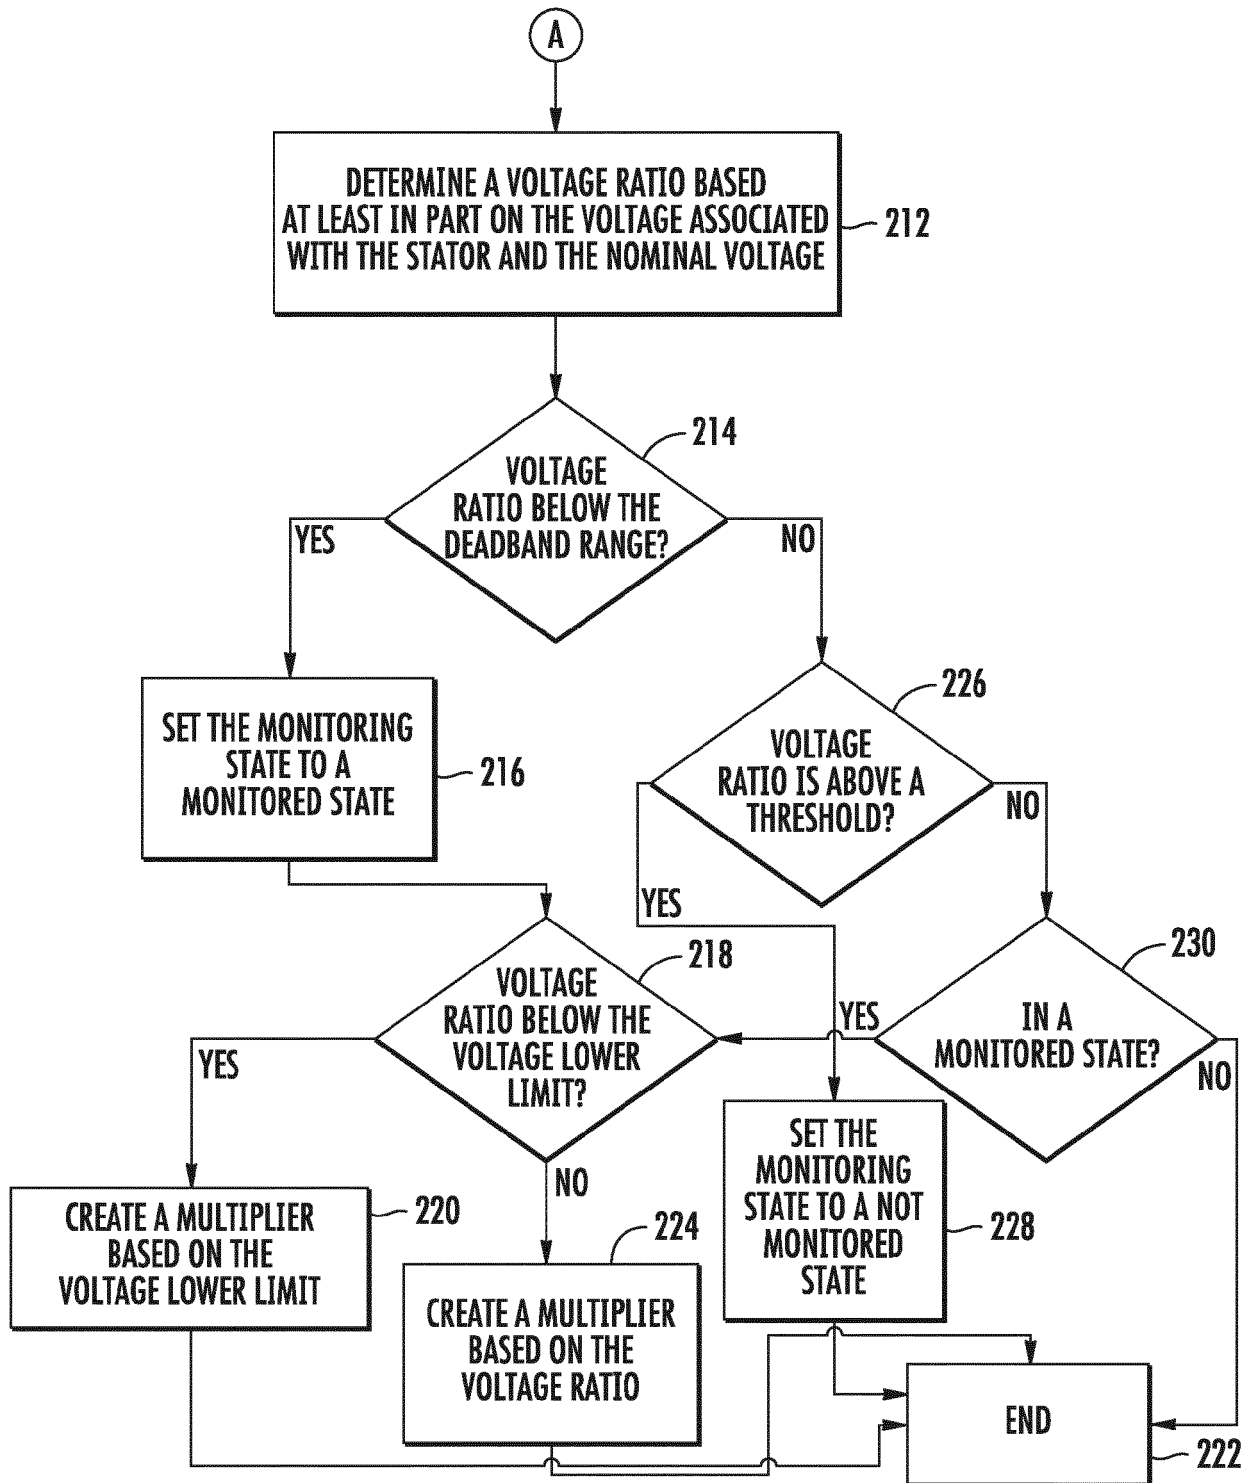 A
DETERMINE A VOLTAGE RATIO BASED
AT LEAST IN PART ON THE VOLTAGE ASSOCIATED
WITH THE STATOR AND THE NOMINAL VOLTAGE
212
214
VOLTAGE
RATIO BELOW THE
DEADBAND RANGE?
YES
NO
SET THE MONITORING
STATE TO A
MONITORED STATE
216
226
VOLTAGE
RATIO IS ABOVE A
THRESHOLD?
YES
NO
218
VOLTAGE
RATIO BELOW THE
VOLTAGE LOWER
LIMIT?
YES
NO
230
IN A
MONITORED STATE?
YES
NO
CREATE A MULTIPLIER
BASED ON THE
VOLTAGE LOWER LIMIT
220
224
CREATE A MULTIPLIER
BASED ON THE
VOLTAGE RATIO
SET THE
MONITORING
STATE TO A NOT
MONITORED
STATE
228
END
222